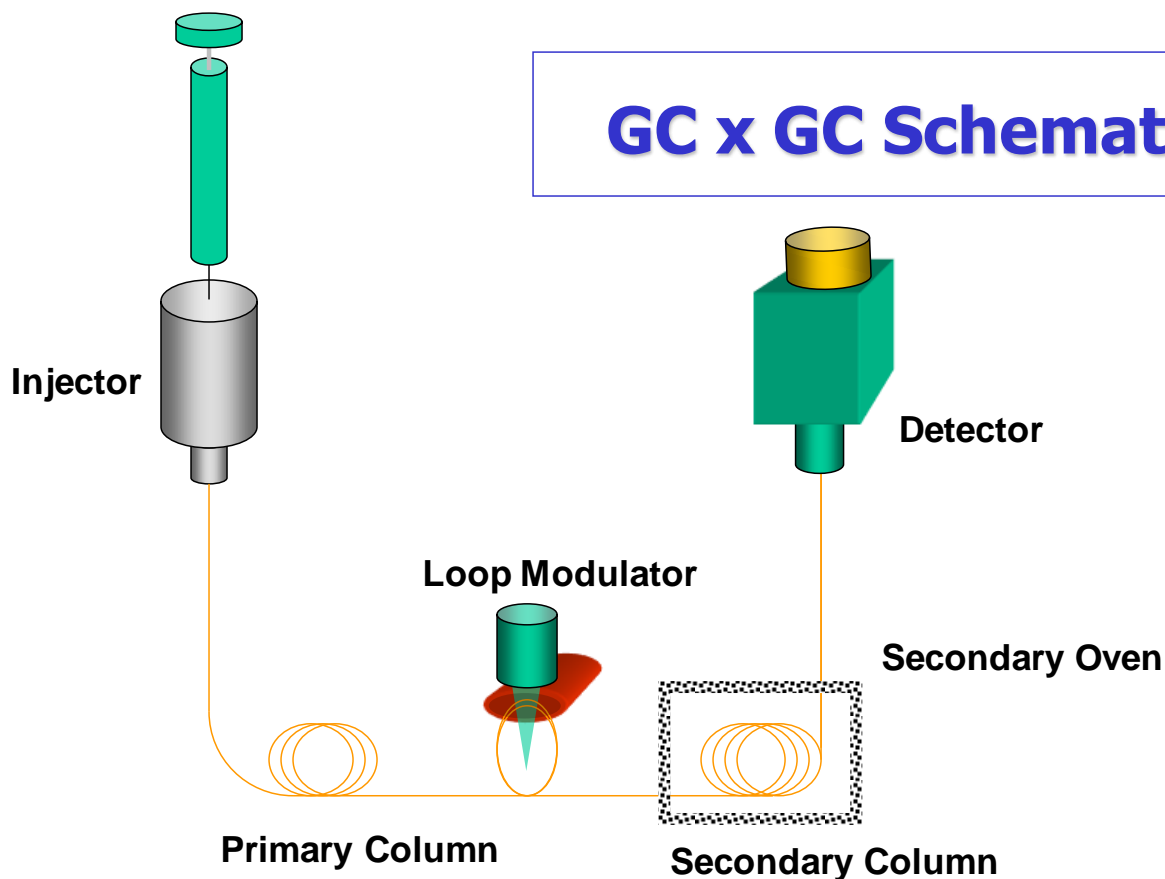 GC x GC Schemat
Injector
Detector
Loop Modulator
Secondary Oven
Primary Column
Secondary Column